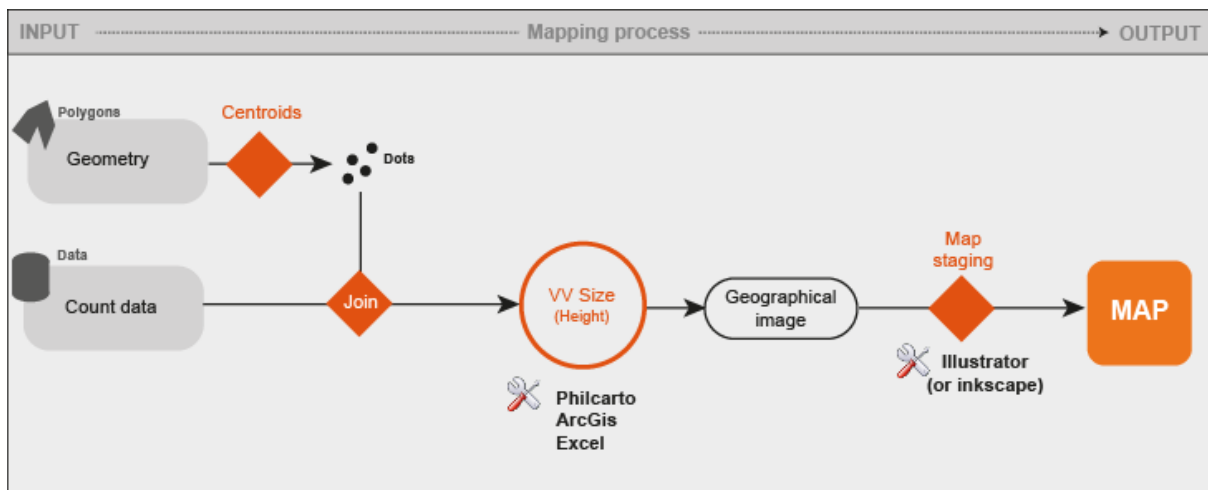 INPUT
Mapping process
OUTPUT
Polygons
Geometry
Centroids
Dots
Data
Count data
Join
VV Size
(Height)
Philcarto
ArcGis
Excel
Geographical
image
Map
staging
Illustrator
(or inkscape)
MAP